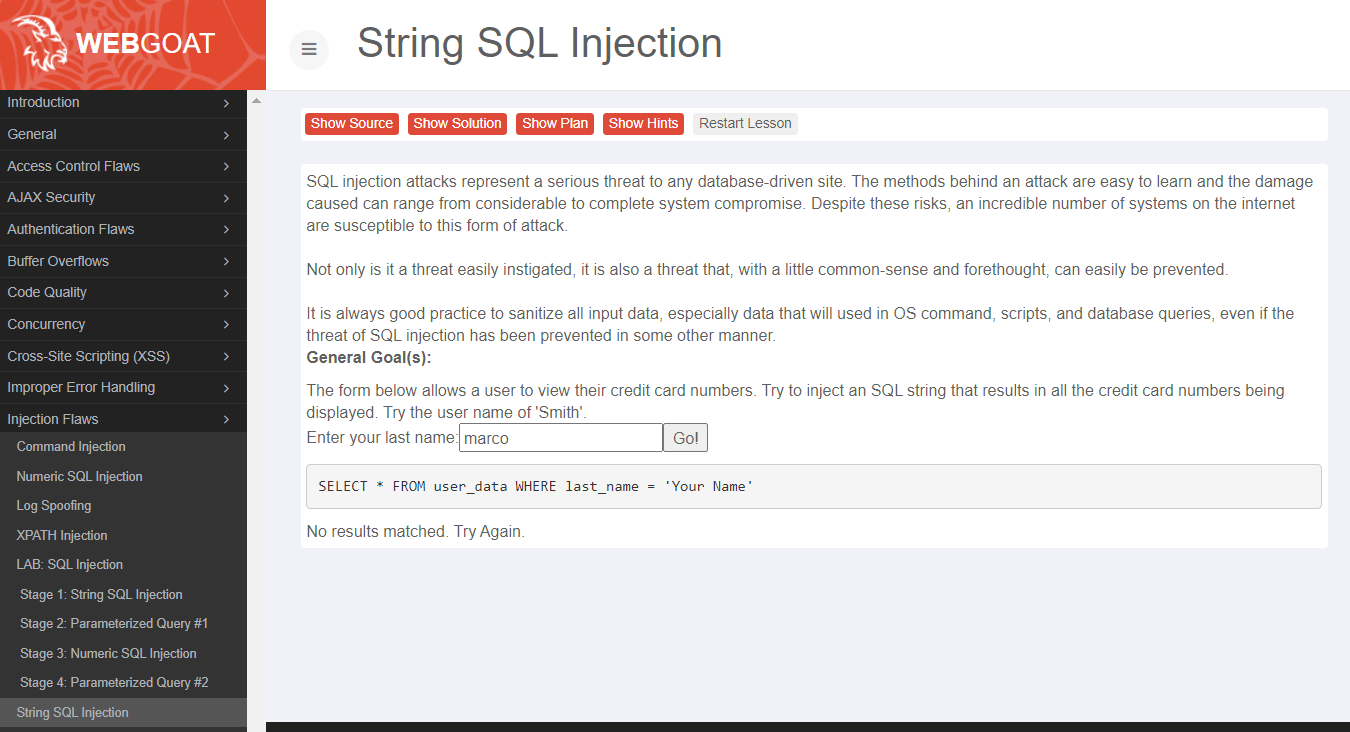 WEBGOAT
String SQL Injection
Introduction
General
Access Control Flaws
AJAX Security
Authentication Flaws
Buffer Overflows
Code Quality
Concurrency
Cross-Site Scripting (XSS)
Improper Error Handling
Injection Flaws
Command Injection
Numeric SQL Injection
Log Spoofing
XPATH Injection
LAB: SQL Injection
Stage 1: String SQL Injection
Stage 2: Parameterized Query #1
Stage 3: Numeric SQL Injection
Stage 4: Parameterized Query #2
String SQL Injection
Show Source Show Solution Show Plan Show Hints Restart Lesson
SQL injection attacks represent a serious threat to any database-driven site. The methods behind an attack are easy to learn and the damage
caused can range from considerable to complete system compromise. Despite these risks, an incredible number of systems on the internet
are susceptible to this form of attack.
Not only is it a threat easily instigated, it is also a threat that, with a little common-sense and forethought, can easily be prevented.
It is always good practice to sanitize all input data, especially data that will used in OS command, scripts, and database queries, even if the
threat of SQL injection has been prevented in some other manner.
General Goal(s):
The form below allows a user to view their credit card numbers. Try to inject an SQL string that results in all the credit card numbers being
displayed. Try the user name of 'Smith'.
Enter your last name: marco Go!
SELECT * FROM user_data WHERE last_name = 'Your Name'
No results matched. Try Again.